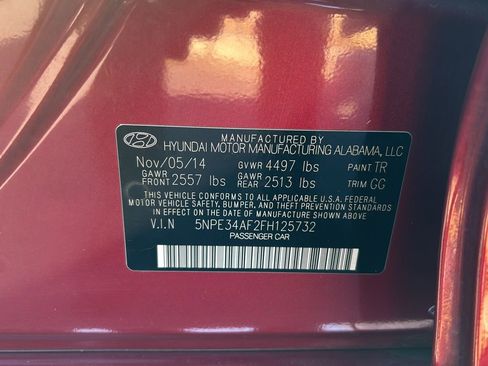 MANUFACTURED BY
HYUNDAI MOTOR MANUFACTURING ALABAMA, LLC
Nov/05/14 GVWR 4497 lbs PAINT TR
GAWR FRONT 2557 lbs GAWR REAR 2513 lbs TRIM GG
THIS VEHICLE CONFORMS TO ALL APPLICABLE U.S.A. FEDERAL
MOTOR VEHICLE SAFETY, BUMPER, AND THEFT PREVENTION STANDARDS
IN EFFECT ON THE DATE OF MANUFACTURE SHOWN ABOVE.
V.I.N 5NPE34AF2FH125732
PASSENGER CAR